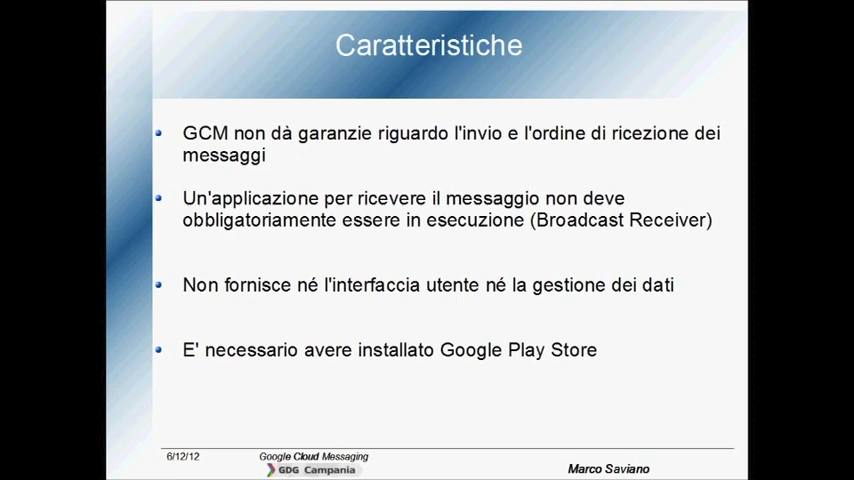 Caratteristiche
GCM non dà garanzie riguardo l'invio e l'ordine di ricezione dei
messaggi
Un'applicazione per ricevere il messaggio non deve
obbligatoriamente essere in esecuzione (Broadcast Receiver)
Non fornisce né l'interfaccia utente né la gestione dei dati
E' necessario avere installato Google Play Store
6/12/12
Google Cloud Messaging
GDG Campania
Marco Saviano